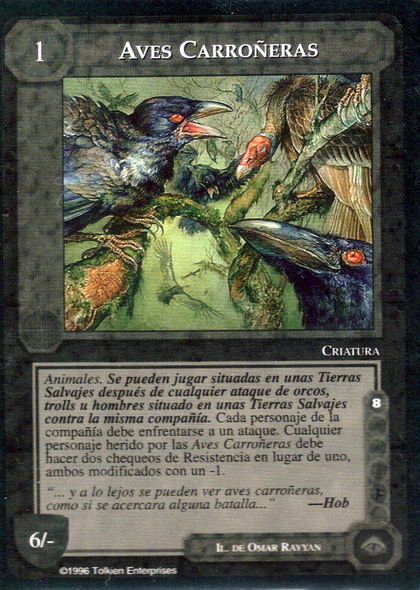 1
AVES CARROÑERAS
CRIATURA
Animales. Se pueden jugar situadas en unas Tierras
Salvajes después de cualquier ataque de orcos,
trolls u hombres situado en unas Tierras Salvajes
contra la misma compañía. Cada personaje de la
compañía debe enfrentarse a un ataque. Cualquier
personaje herido por las Aves Carroñeras debe
hacer dos chequeos de Resistencia en lugar de uno,
ambos modificados con un -1.
8
"... y a lo lejos se pueden ver aves carroñeras,
como si se acercara alguna batalla..." —Hob
6/-
IL. DE OMAR RAYYAN
©1996 Tolkien Enterprises